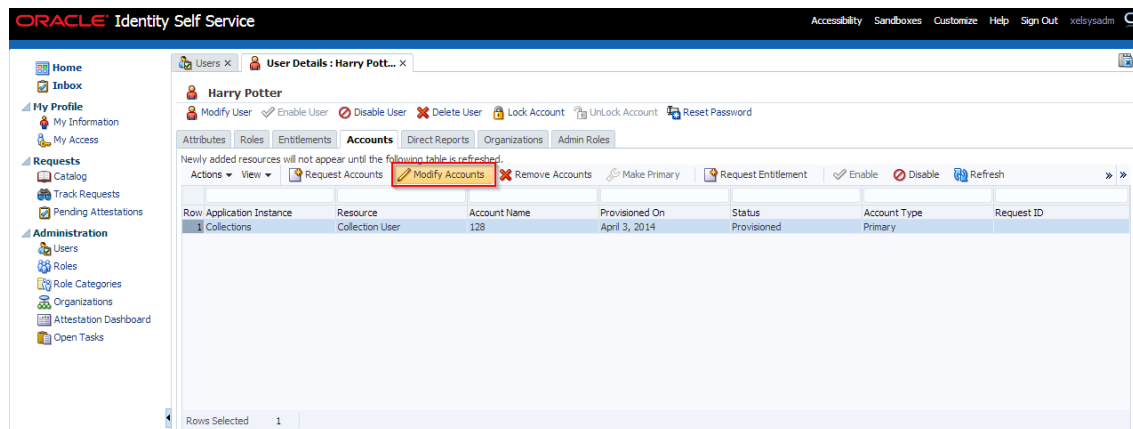 ORACLE Identity Self Service
Accessibility Sandboxes Customize Help Sign Out xelsysadm
Home
Inbox
My Profile
My Information
My Access
Requests
Catalog
Track Requests
Pending Attestations
Administration
Users
Roles
Role Categories
Organizations
Attestation Dashboard
Open Tasks
Users × User Details : Harry Pott... ×
Harry Potter
Modify User Enable User Disable User Delete User Lock Account UnLock Account Reset Password
Attributes Roles Entitlements Accounts Direct Reports Organizations Admin Roles
Newly added resources will not appear until the following table is refreshed.
Actions View Request Accounts Modify Accounts Remove Accounts Make Primary Request Entitlement Enable Disable Refresh » »
Row Application Instance Resource Account Name Provisioned On Status Account Type Request ID
1 Collections Collection User 128 April 3, 2014 Provisioned Primary
Rows Selected 1